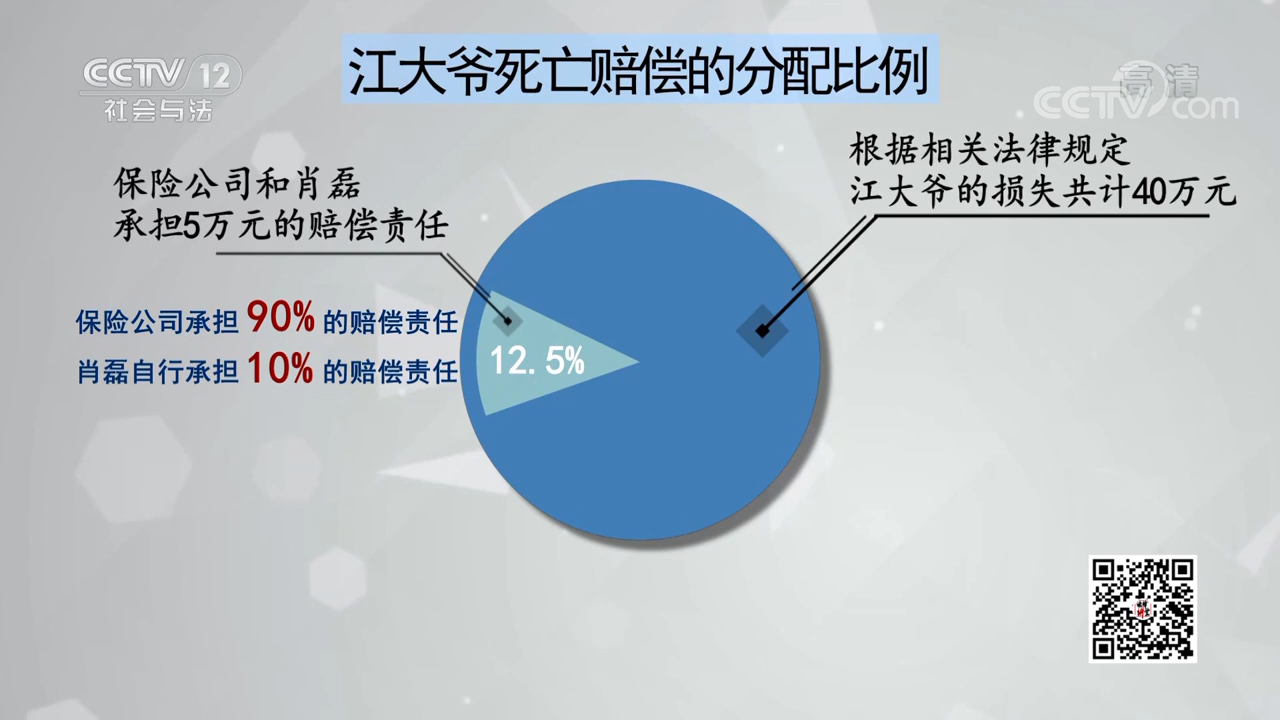 江大爷死亡赔偿的分配比例
CCTV 12
社会与法
高清
CCTV.com
根据相关法律规定
江大爷的损失共计40万元
保险公司和肖磊
承担5万元的赔偿责任
保险公司承担 90% 的赔偿责任
肖磊自行承担 10% 的赔偿责任
12.5%